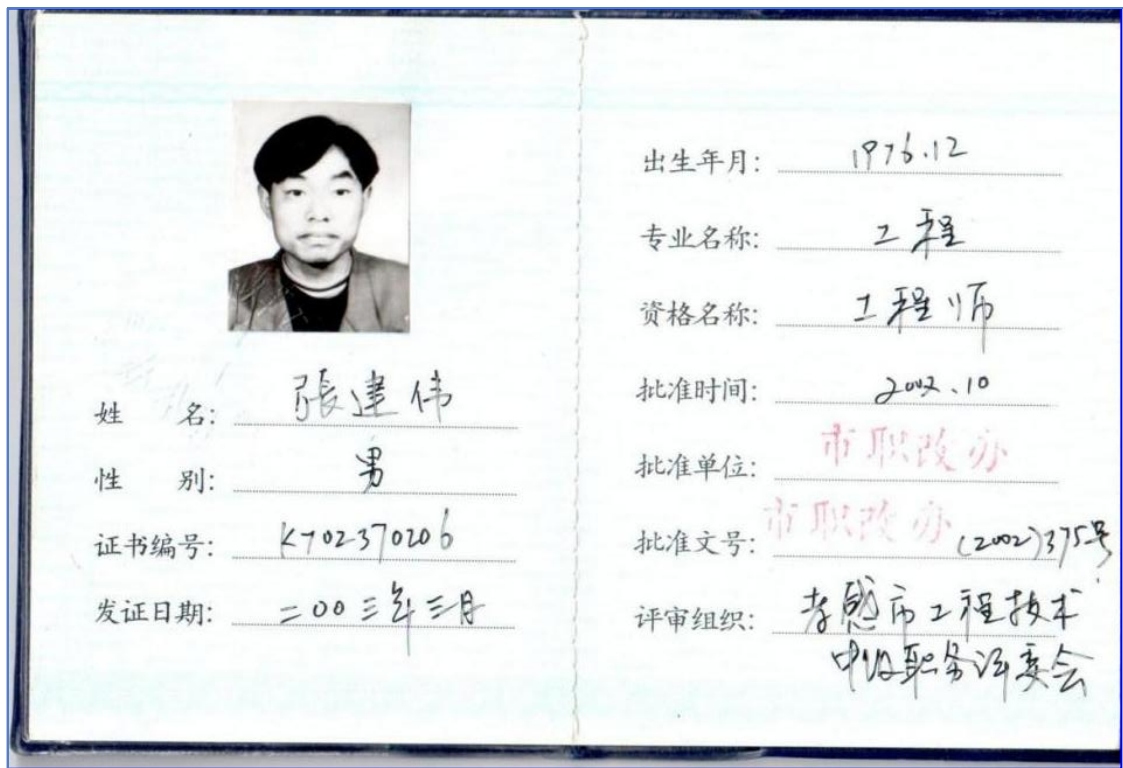 姓 名: 張建伟
性 别: 男
证书编号: K702370206
发证日期: 二00三年三月
出生年月: 1976.12
专业名称: 工程
资格名称: 工程师
批准时间: 2002.10
批准单位: 市职改办
批准文号: 市职改办(2002)375号
评审组织: 孝感市工程技术
中级职务评委会